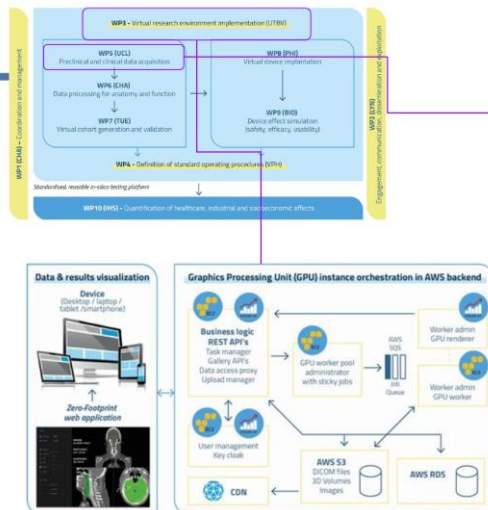 WP3 – Virtual research environment implementation (UTBV)
WP5 (UCL)
Preclinical and clinical data acquisition
WP6 (CHA)
Data processing for anatomy and function
WP7 (TUE)
Virtual cohort generation and validation
WP8 (PHI)
Virtual device implantation
WP9 (BIO)
Device effect simulation
(safety, efficacy, usability)
WP4 – Definition of standard operating procedures (VPH)
WP1 (CHA) – Coordination and management
WP2 (LYN)
Engagement, communication, dissemination and exploitation
Standardised, reusable in-silico testing platform
WP10 (IHS) – Quantification of healthcare, industrial and socioeconomic effects
Data & results visualization
Device
(Desktop / laptop /
tablet /smartphone)
Zero-Footprint
web application
Graphics Processing Unit (GPU) instance orchestration in AWS backend
EC2
Business logic
REST API's
Task manager
Gallery API's
Data access proxy
Upload manager
EC2
GPU worker pool
administrator
with sticky jobs
AWS
SQS
Job
Queue
Worker admin
GPU renderer
EC2
Worker admin
GPU worker
EC2
User management
Key cloak
CDN
AWS S3
DICOM files
3D Volumes
Images
AWS RDS